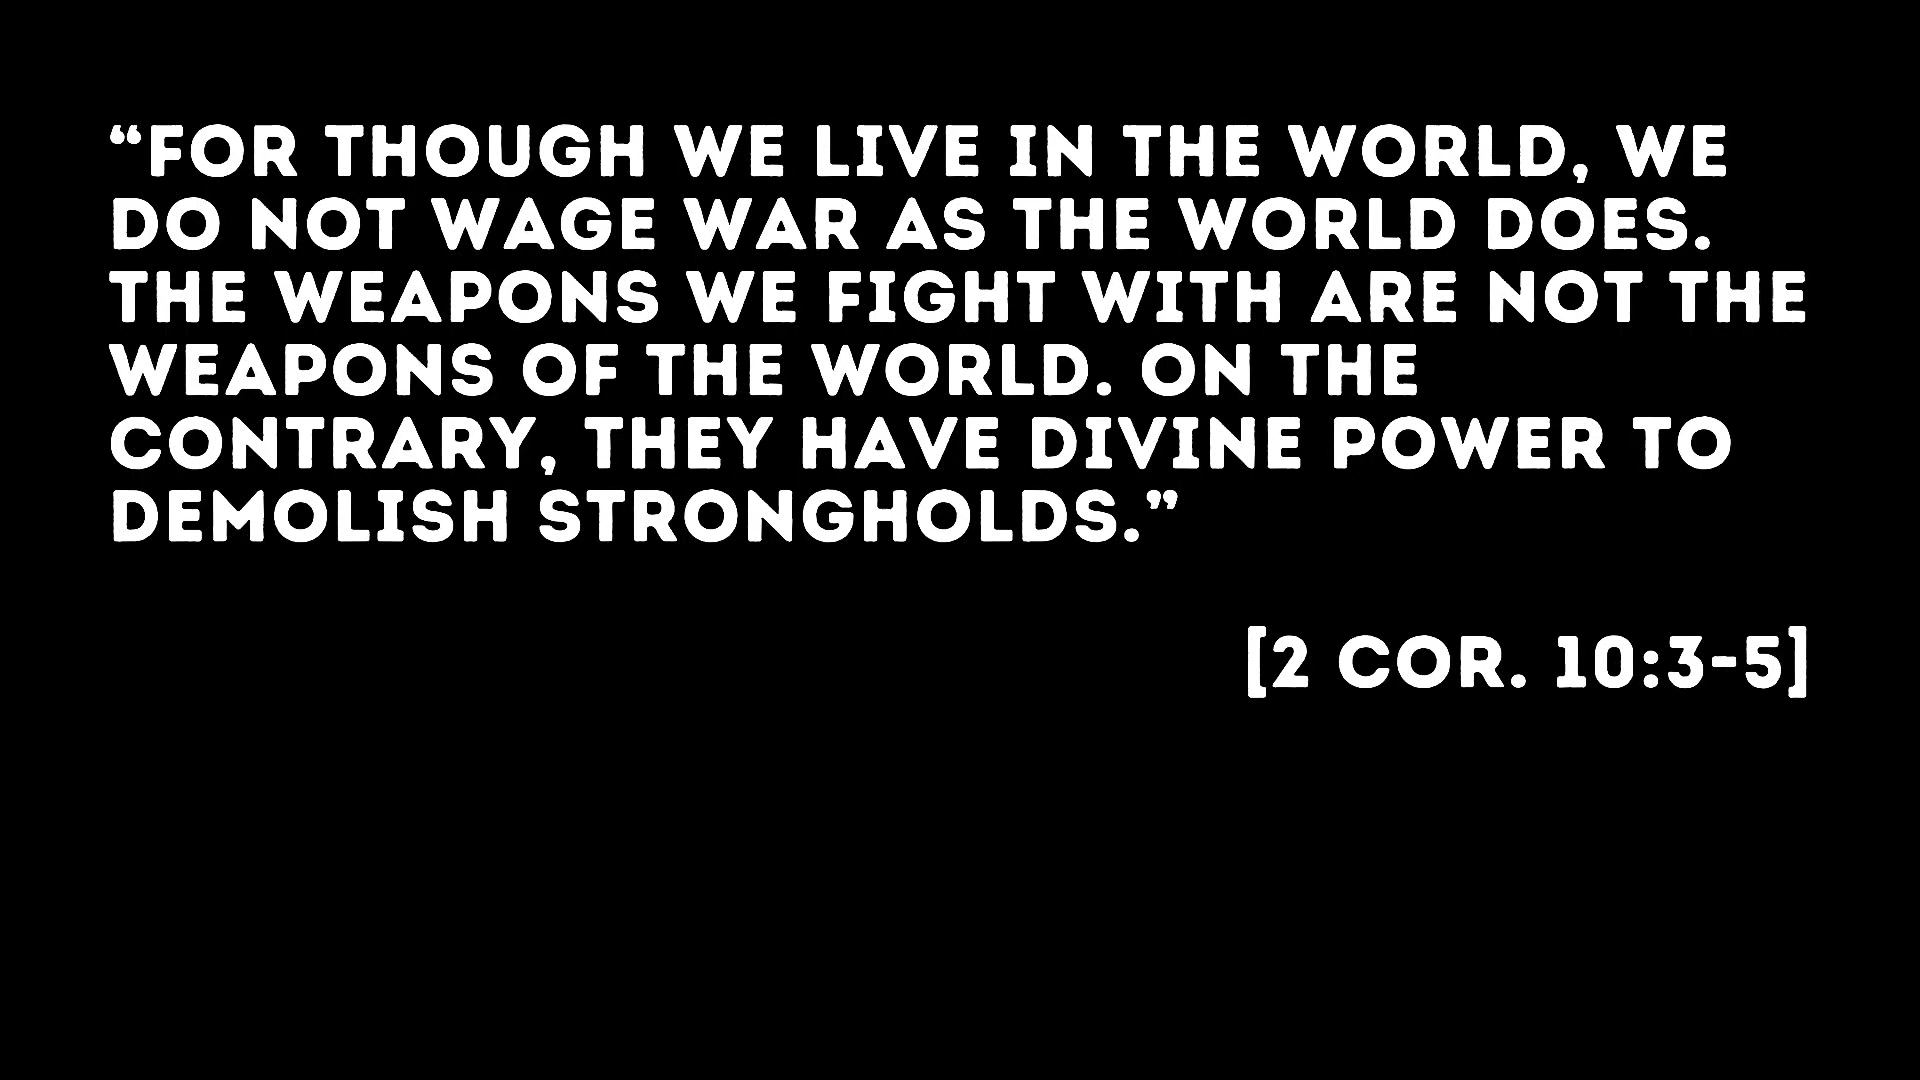 “FOR THOUGH WE LIVE IN THE WORLD, WE
DO NOT WAGE WAR AS THE WORLD DOES.
THE WEAPONS WE FIGHT WITH ARE NOT THE
WEAPONS OF THE WORLD. ON THE
CONTRARY, THEY HAVE DIVINE POWER TO
DEMOLISH STRONGHOLDS.”
[2 COR. 10:3-5]